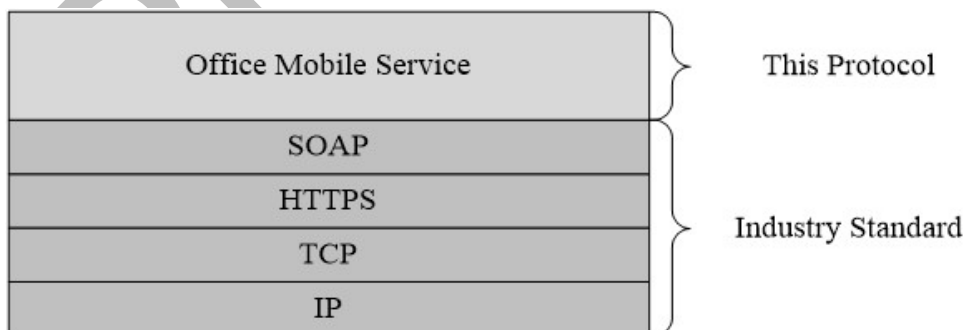 Office Mobile Service
This Protocol
SOAP
HTTPS
TCP
IP
Industry Standard